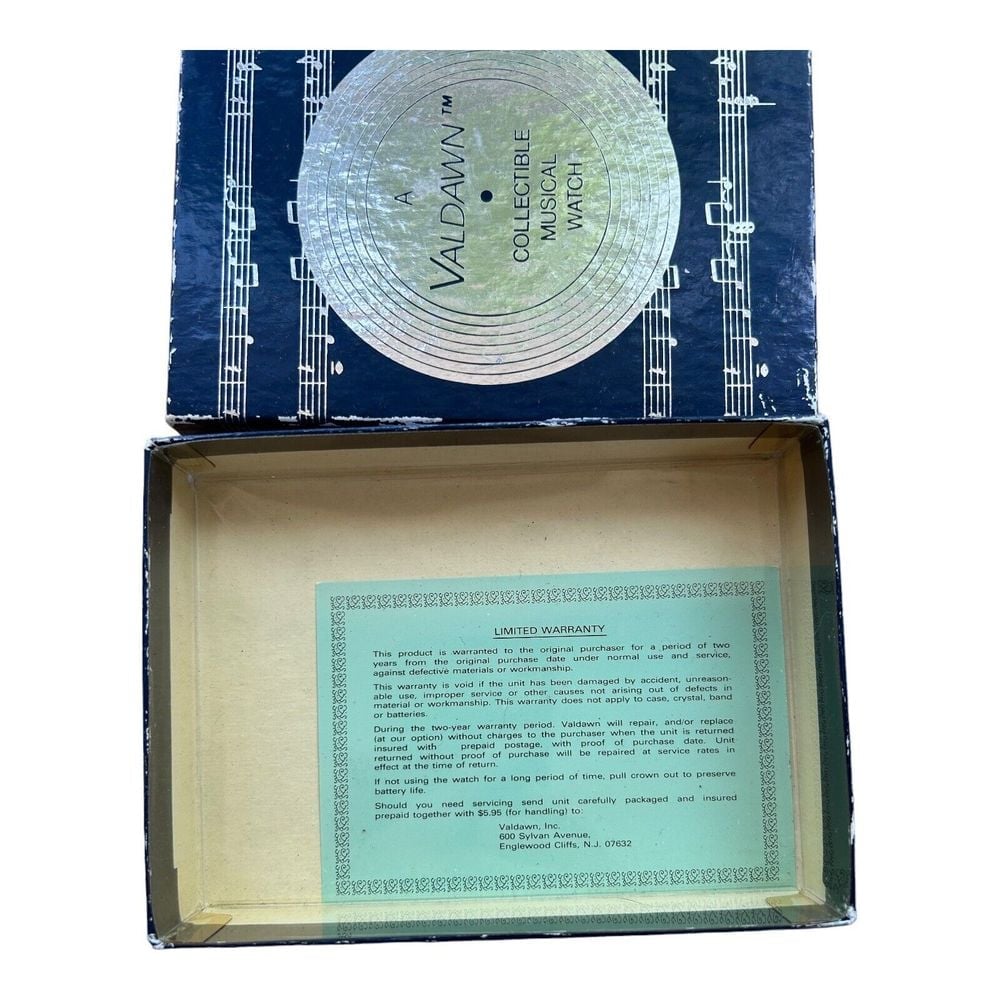 A
VALDAWN™
COLLECTIBLE
MUSICAL
WATCH
LIMITED WARRANTY
This product is warranted to the original purchaser for a period of two
years from the original purchase date under normal use and service,
against defective materials or workmanship.
This warranty is void if the unit has been damaged by accident, unreason-
able use, improper service or other causes not arising out of defects in
material or workmanship. This warranty does not apply to case, crystal, band
or batteries.
During the two-year warranty period. Valdawn will repair, and/or replace
(at our option) without charges to the purchaser when the unit is returned
insured with prepaid postage, with proof of purchase date. Unit
returned without proof of purchase will be repaired at service rates in
effect at the time of return.
If not using the watch for a long period of time, pull crown out to preserve
battery life.
Should you need servicing send unit carefully packaged and insured
prepaid together with $5.95 (for handling) to:
Valdawn, Inc.
600 Sylvan Avenue,
Englewood Cliffs, N.J. 07632